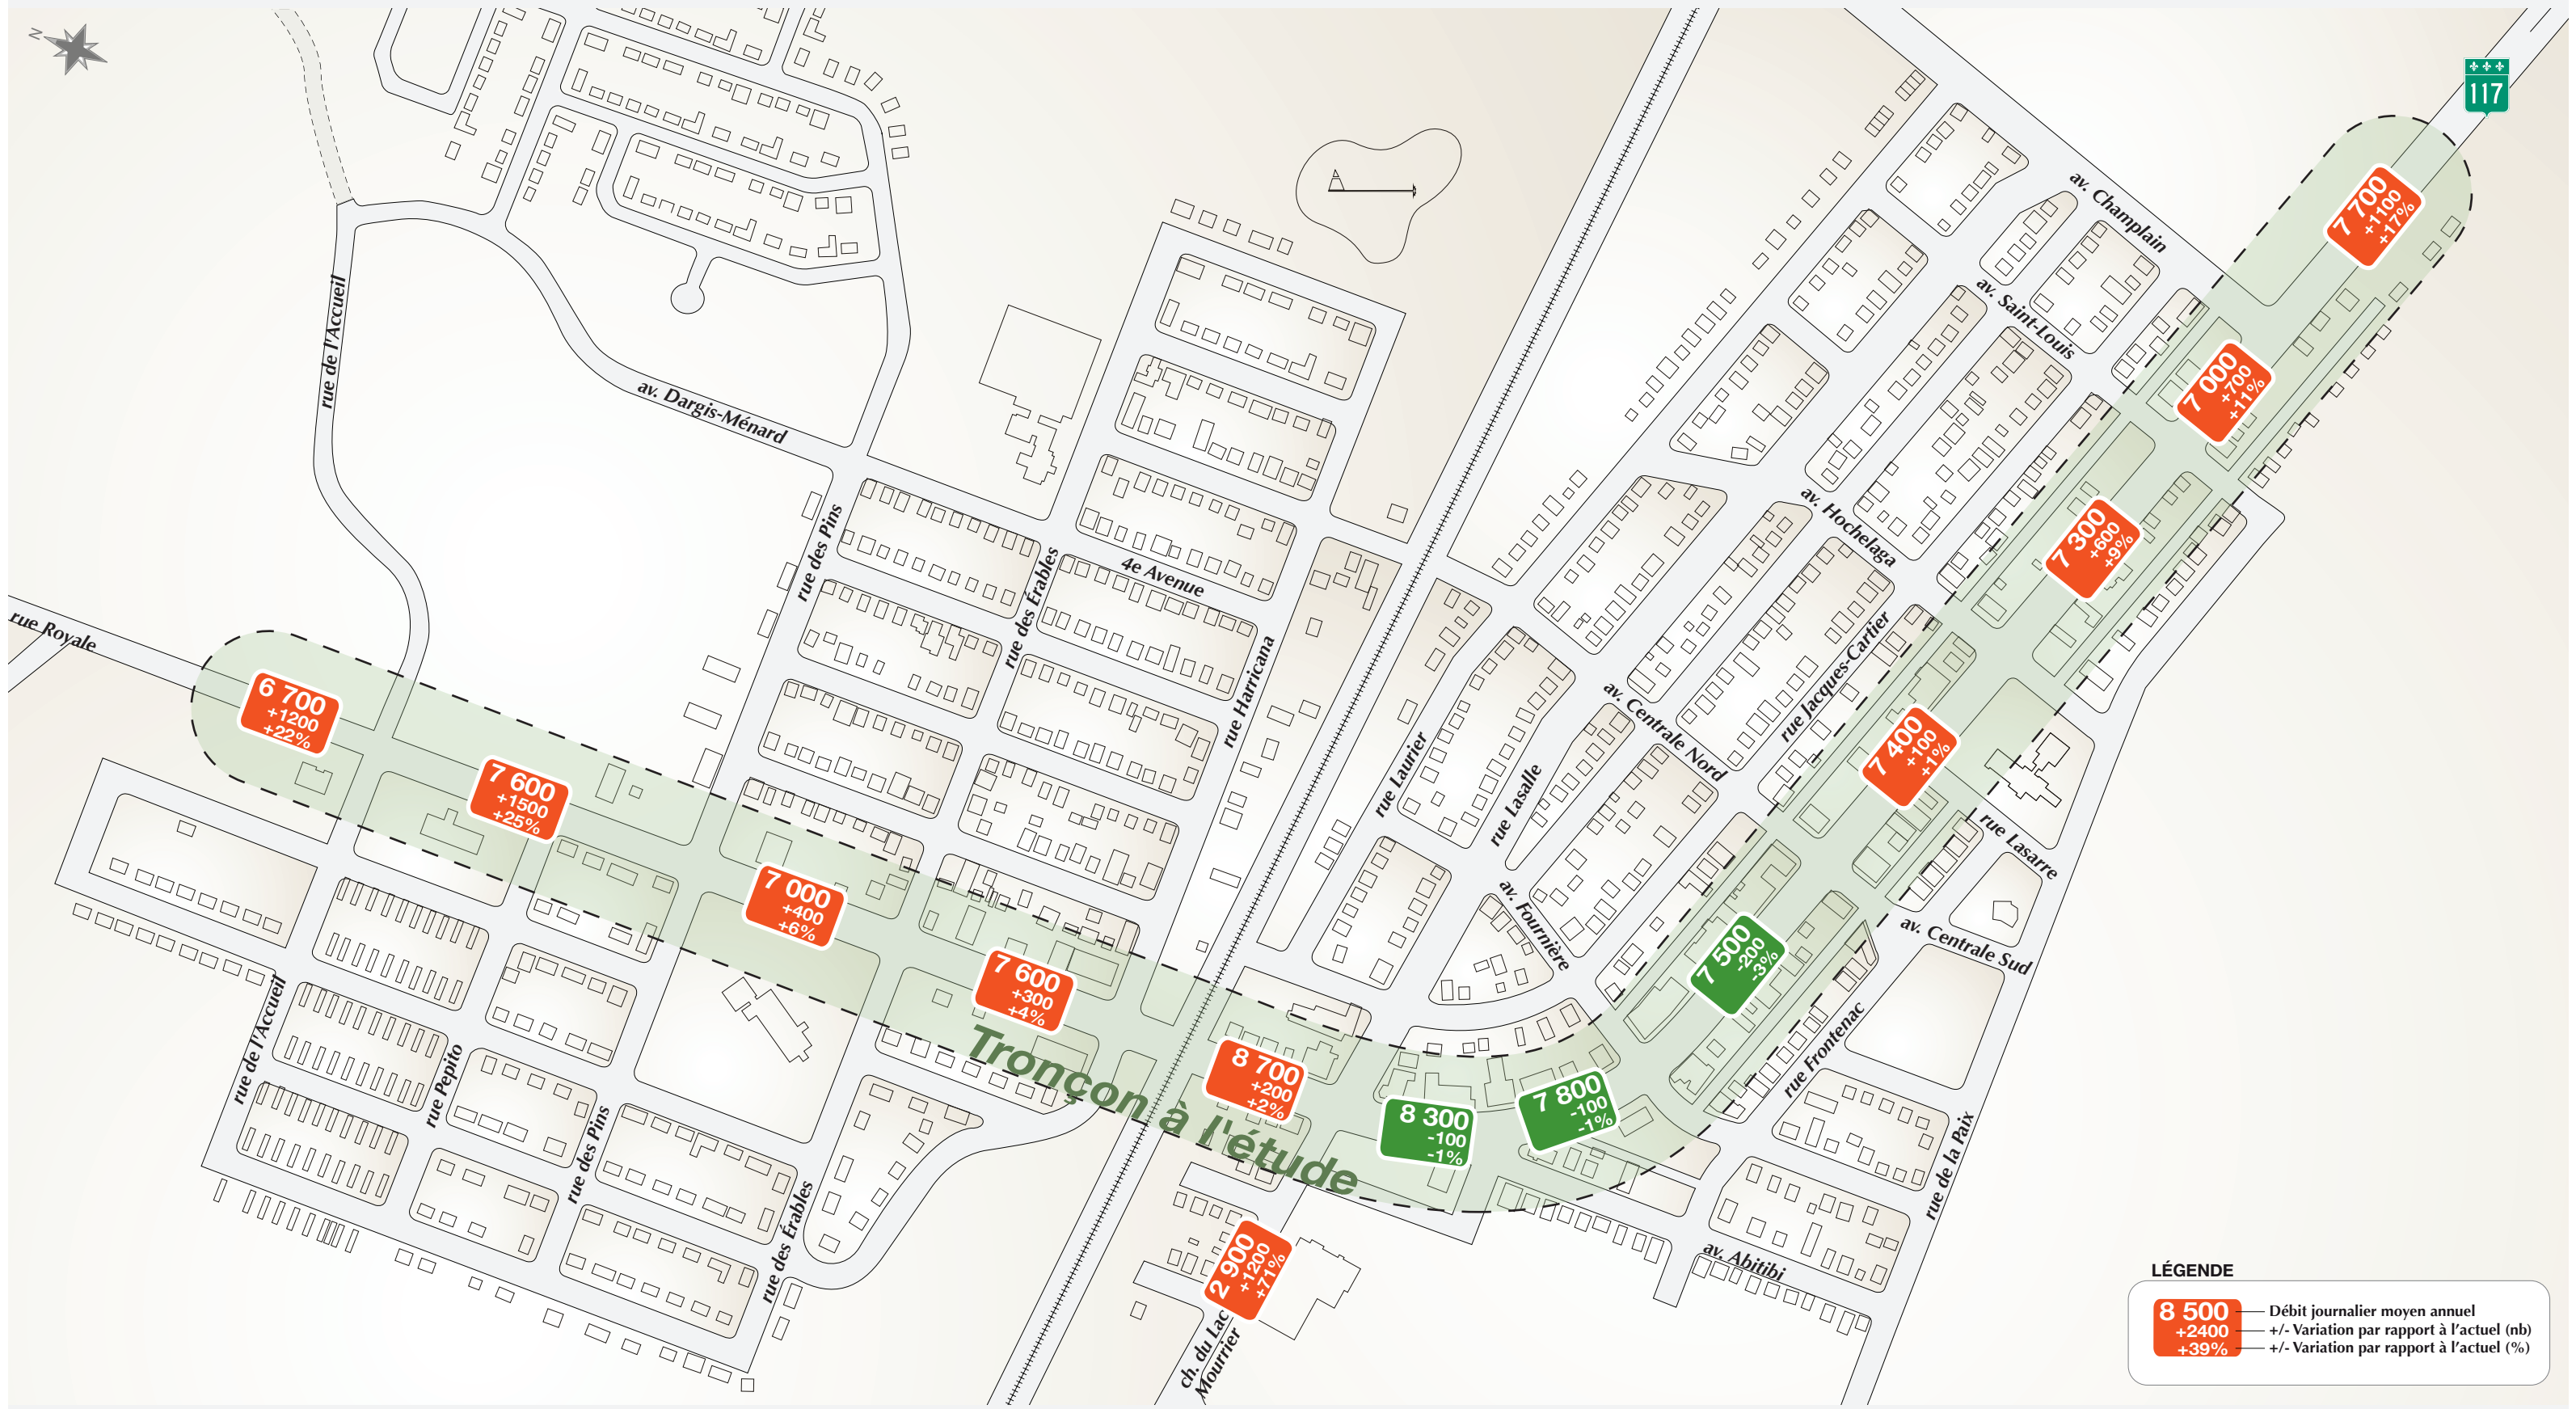 N
117
av. Champlain
7 700
+1100
+17%
av. Saint-Louis
rue de l'Accueil
7 000
+700
+11%
av. Dargis-Ménard
av. Hochelaga
7 300
+600
+9%
rue des Pins
rue des Érables
4e Avenue
rue Royale
rue Harricana
rue Jacques-Cartier
av. Centrale Nord
6 700
+1200
+22%
7 400
+100
+1%
rue Laurier
rue Lasalle
7 600
+1500
+25%
rue Lasarre
7 000
+400
+6%
av. Fournière
av. Centrale Sud
7 500
-200
-3%
7 600
+300
+4%
rue de l'Accueil
rue Pepito
rue Frontenac
Tronçon à l'étude
8 700
+200
+2%
8 300
-100
-1%
7 800
-100
-1%
rue des Pins
rue des Érables
rue de la Paix
av. Abitibi
2 900
+1200
+71%
ch. du Lac
Mourrier
LÉGENDE
8 500
+2400
+39%
Débit journalier moyen annuel
+/- Variation par rapport à l'actuel (nb)
+/- Variation par rapport à l'actuel (%)